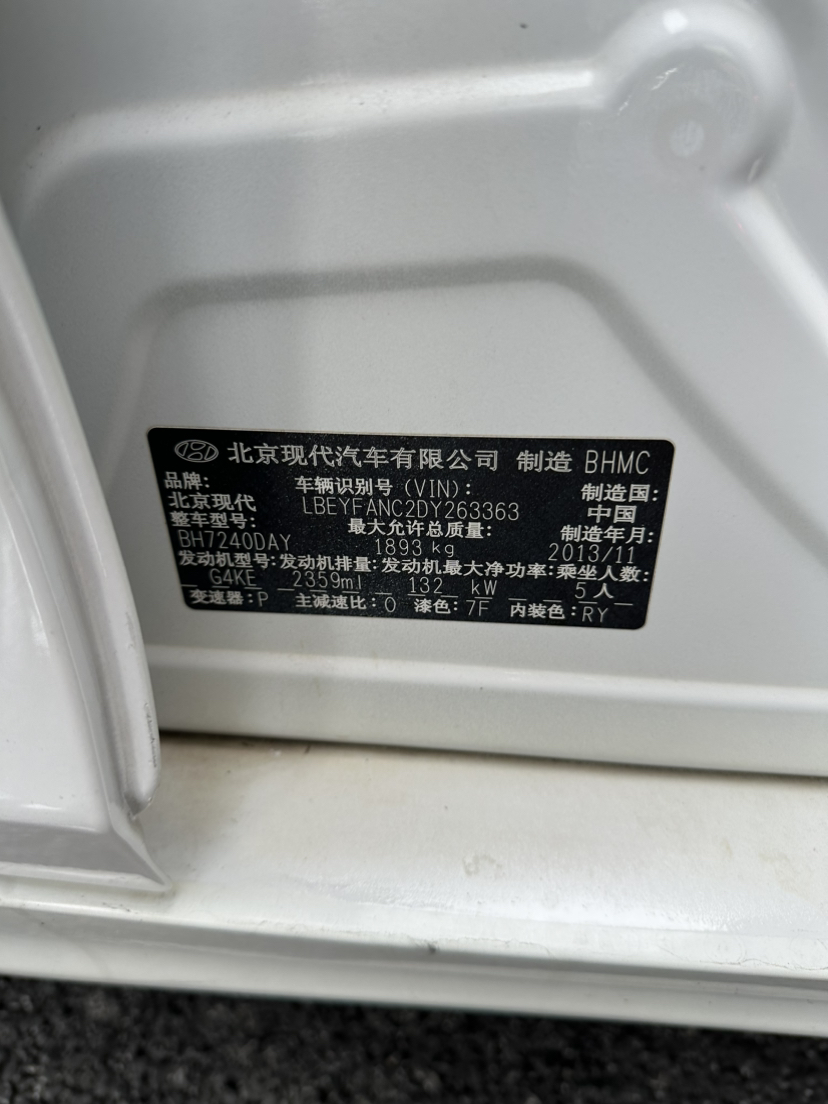 北京现代汽车有限公司 制造 BHMC
品牌: 车辆识别号 (VIN): 制造国:
北京现代 LBEYFANC2DY263363 中国
整车型号: 最大允许总质量: 制造年月:
BH7240DAY 1893 kg 2013/11
发动机型号: 发动机排量: 发动机最大净功率: 乘坐人数:
G4KE 2359ml 132 kW 5 人
变速器: P 主减速比: O 漆色: 7F 内装色: RY